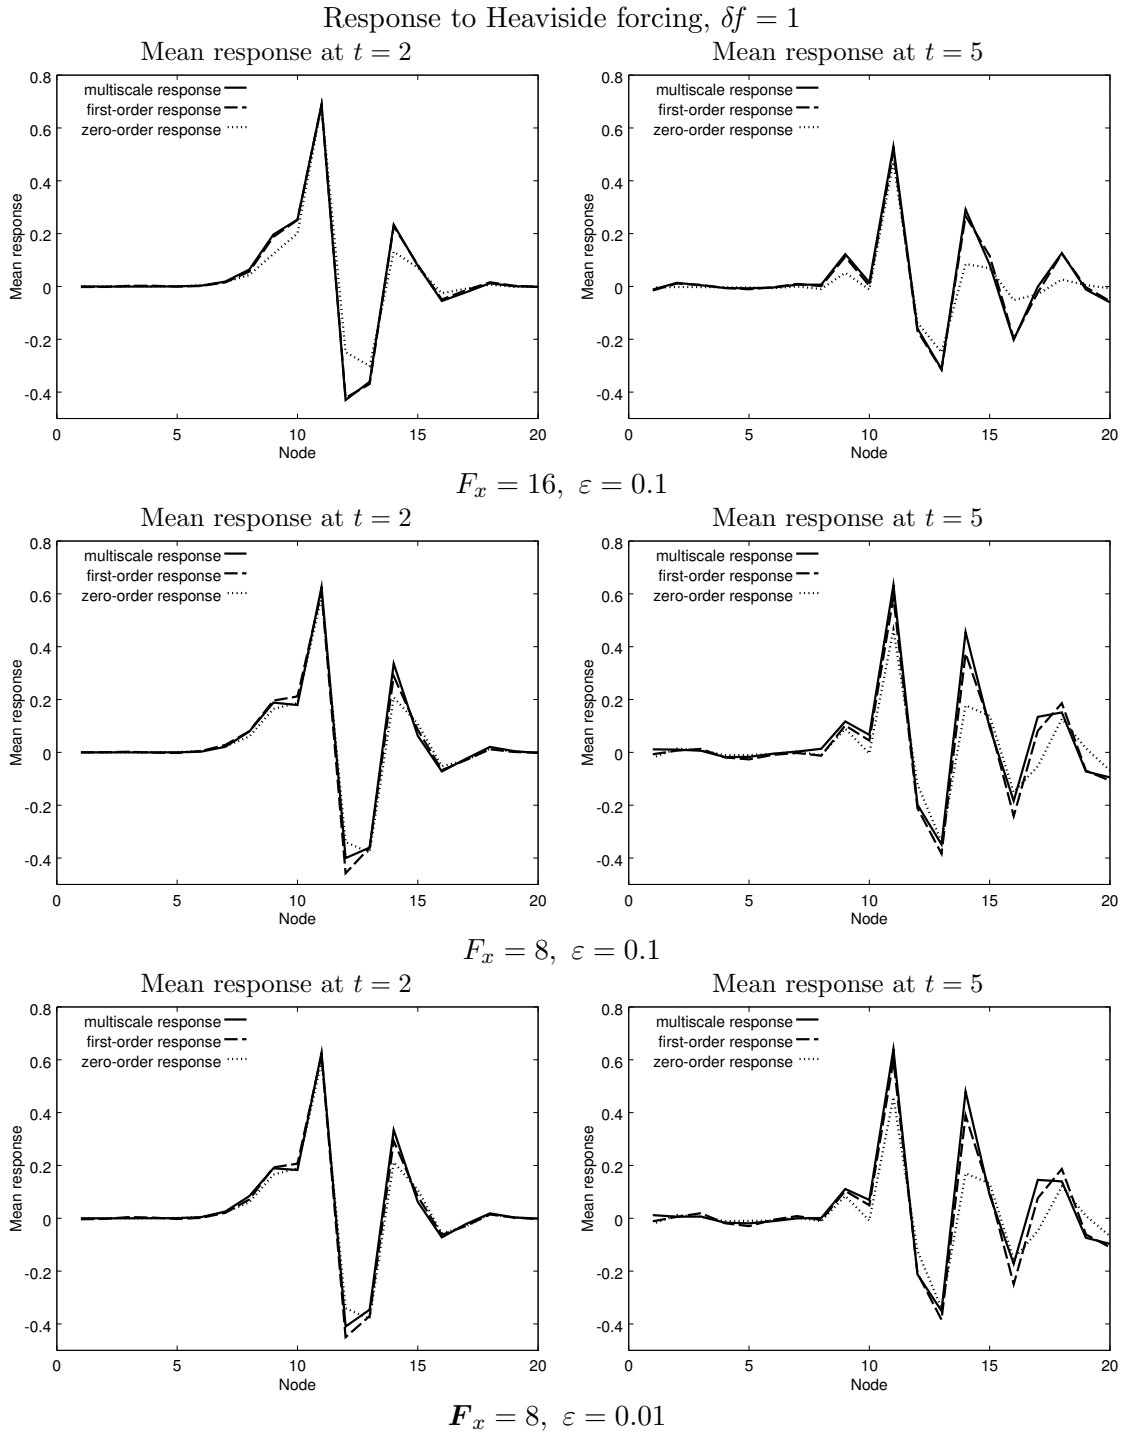 Response to Heaviside forcing, δf = 1
Mean response at t = 2
0.8
0.6
0.4
0.2
0
-0.2
-0.4
0 5 10 15 20
Mean response
Node
multiscale response
first-order response
zero-order response
Mean response at t = 5
0.8
0.6
0.4
0.2
0
-0.2
-0.4
0 5 10 15 20
Mean response
Node
multiscale response
first-order response
zero-order response
F_x = 16, ε = 0.1
Mean response at t = 2
0.8
0.6
0.4
0.2
0
-0.2
-0.4
0 5 10 15 20
Mean response
Node
multiscale response
first-order response
zero-order response
Mean response at t = 5
0.8
0.6
0.4
0.2
0
-0.2
-0.4
0 5 10 15 20
Mean response
Node
multiscale response
first-order response
zero-order response
F_x = 8, ε = 0.1
Mean response at t = 2
0.8
0.6
0.4
0.2
0
-0.2
-0.4
0 5 10 15 20
Mean response
Node
multiscale response
first-order response
zero-order response
Mean response at t = 5
0.8
0.6
0.4
0.2
0
-0.2
-0.4
0 5 10 15 20
Mean response
Node
multiscale response
first-order response
zero-order response
F_x = 8, ε = 0.01